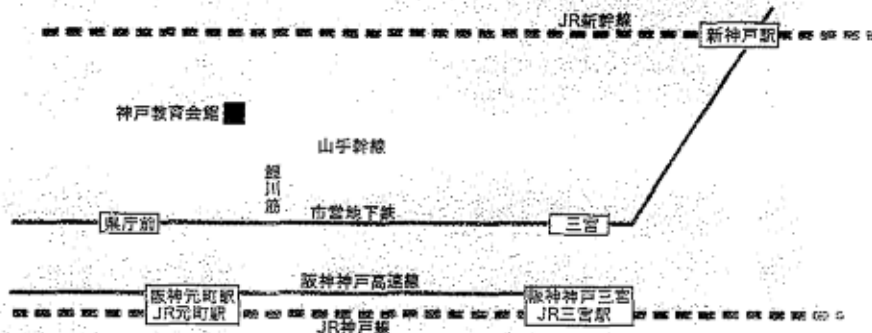 JR新幹線
新神戸駅
神戸教育会館
山手幹線
鯉川筋
市営地下鉄
県庁前
三宮
阪神神戸高速線
阪神元町駅
JR元町駅
阪神神戸三宮
JR三宮駅
JR神戸線